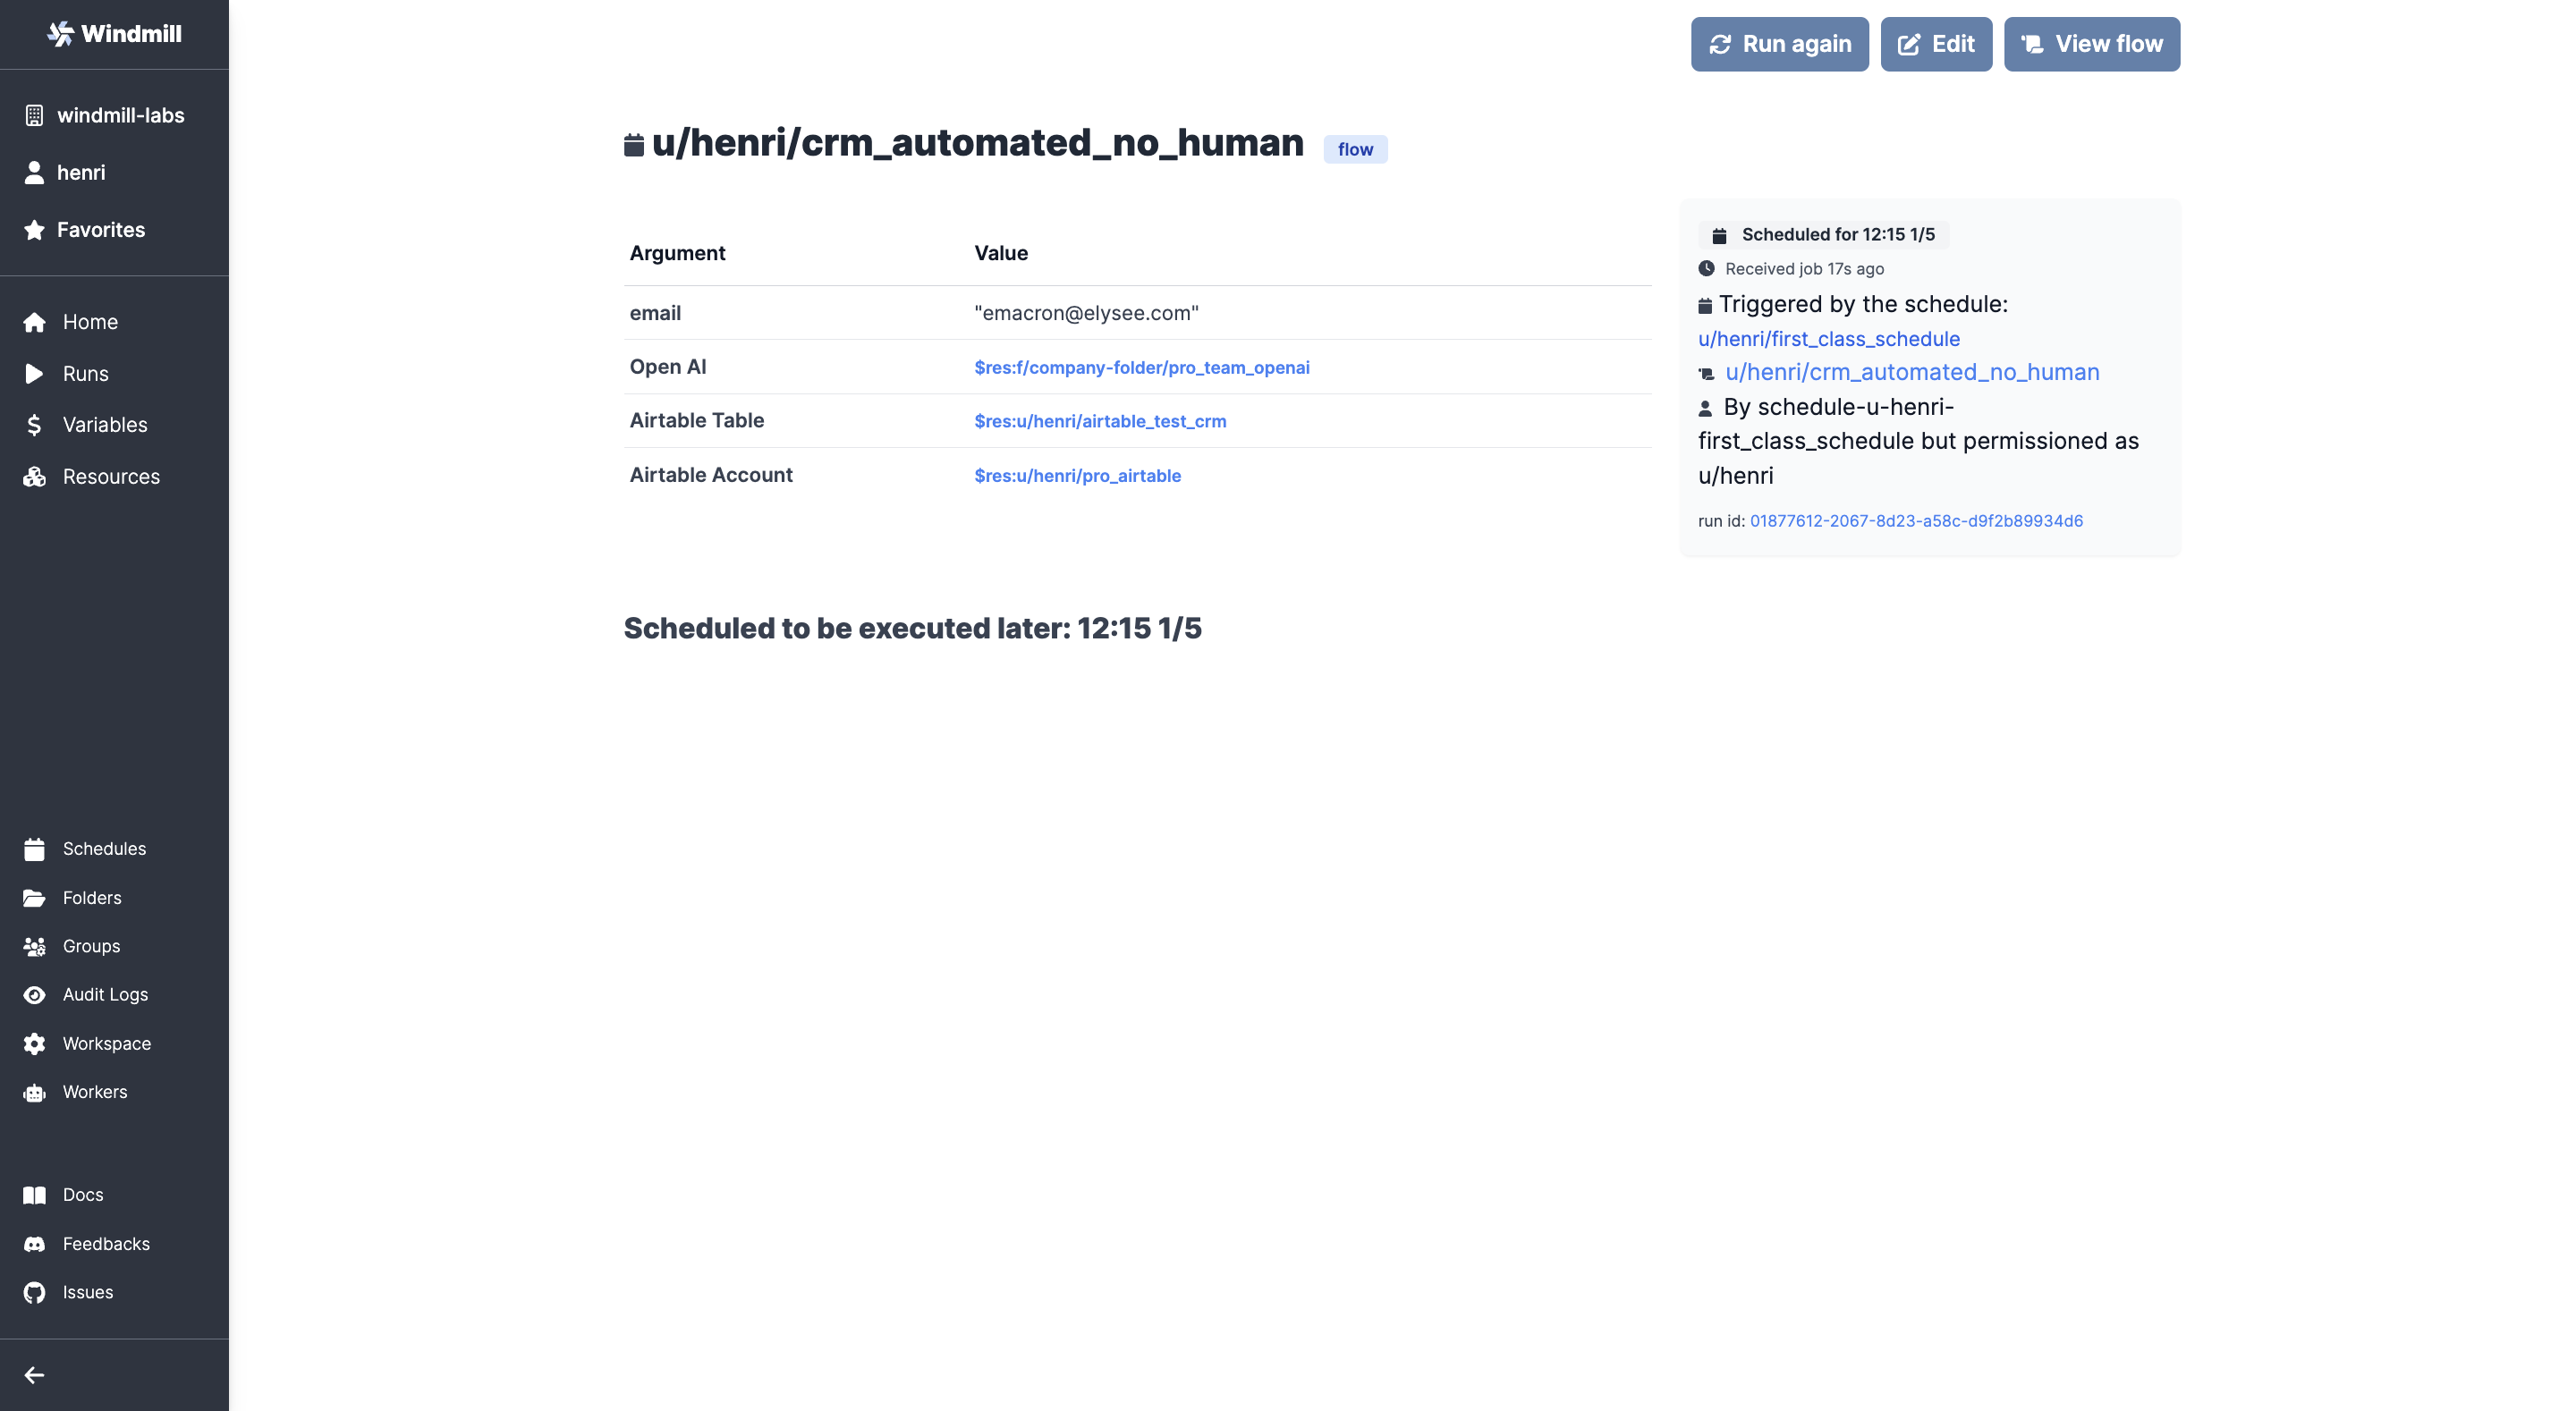 Windmill
windmill-labs
henri
Favorites
Home
Runs
Variables
Resources
Schedules
Folders
Groups
Audit Logs
Workspace
Workers
Docs
Feedbacks
Issues
Run again
Edit
View flow
u/henri/crm_automated_no_human flow
Argument Value
email "emacron@elysee.com"
Open AI $res:f/company-folder/pro_team_openai
Airtable Table $res:u/henri/airtable_test_crm
Airtable Account $res:u/henri/pro_airtable
Scheduled for 12:15 1/5
Received job 17s ago
Triggered by the schedule:
u/henri/first_class_schedule
u/henri/crm_automated_no_human
By schedule-u-henri-
first_class_schedule but permissioned as
u/henri
run id: 01877612-2067-8d23-a58c-d9f2b89934d6
Scheduled to be executed later: 12:15 1/5